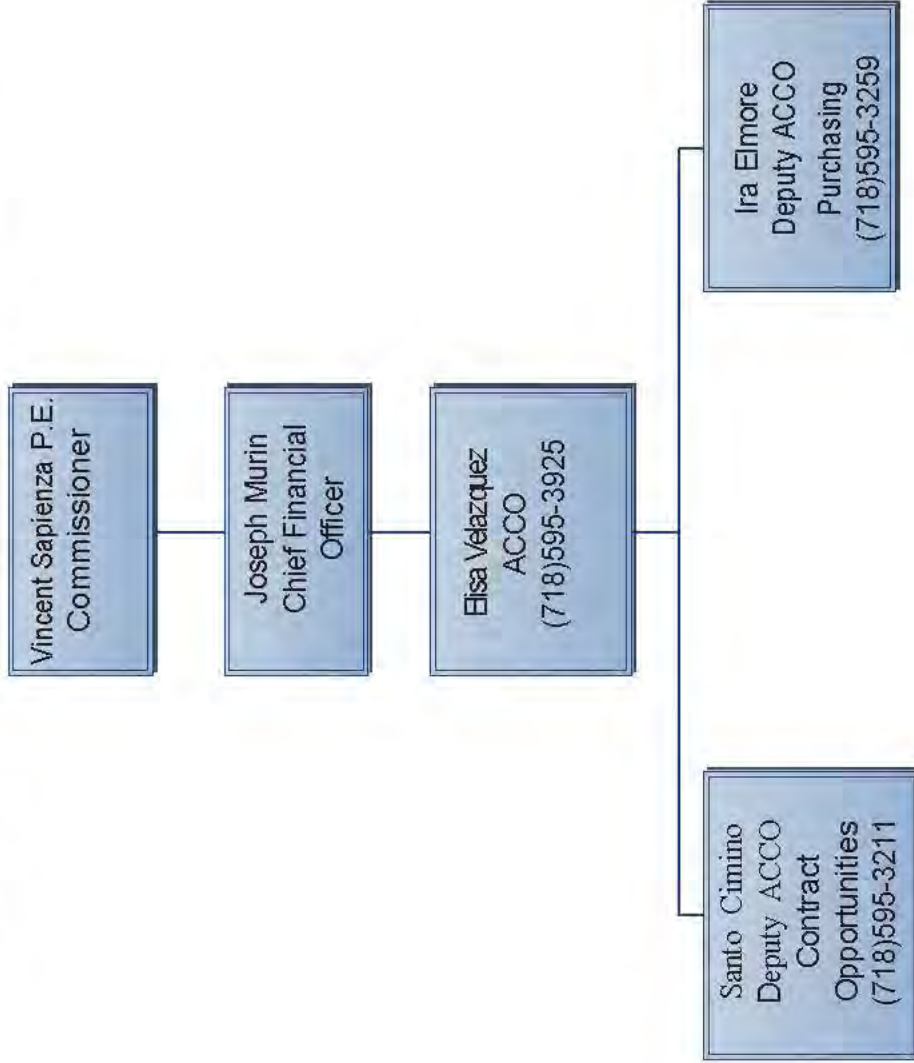 Vincent Sapienza P.E.
Commissioner
Joseph Murin
Chief Financial
Officer
Elisa Velazquez
ACCO
(718)595-3925
Santo Cimino
Deputy ACCO
Contract
Opportunities
(718)595-3211
Ira Elmore
Deputy ACCO
Purchasing
(718)595-3259